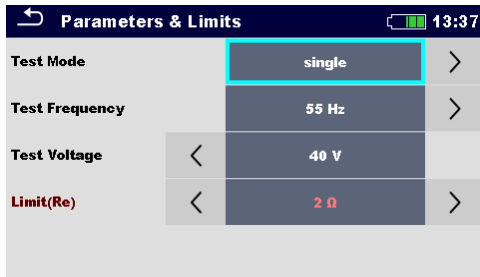 Parameters & Limits 13:37
Test Mode single
Test Frequency 55 Hz
Test Voltage 40 V
Limit(Re) 2 Ω